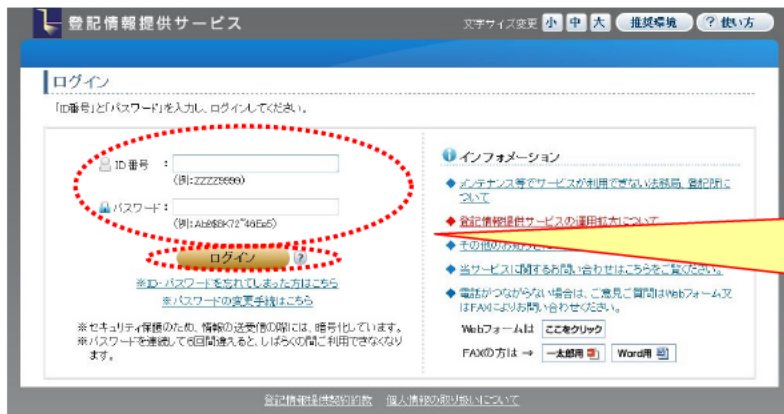 登記情報提供サービス
文字サイズ変更 小 中 大 推奨環境 ? 使い方
ログイン
「ID番号」と「パスワード」を入力し、ログインしてください。
ID番号 :
(例:ZZZZ9999)
パスワード:
(例:Ab9$8K72~46Ea5)
ログイン ?
※ID・パスワードを忘れてしまった方はこちら
※パスワードの変更手続はこちら
※セキュリティ保護のため、情報の送受信の際には、暗号化しています。
※パスワードを連続して6回間違えると、しばらくの間ご利用できなくなり
ます。
インフォメーション
メンテナンス等でサービスが利用できない法務局、登記所に
ついて
登記情報提供サービスの運用拡大について
その他のお知らせ
当サービスに関するお問い合わせはこちらをご覧ください。
電話がつながらない場合は、ご意見ご質問はWebフォーム又
はFAXによりお問い合わせください。
Webフォームは ここをクリック
FAXの方は ⇒ 一太郎用 Word用
登記情報提供契約約款 個人情報の取り扱いについて